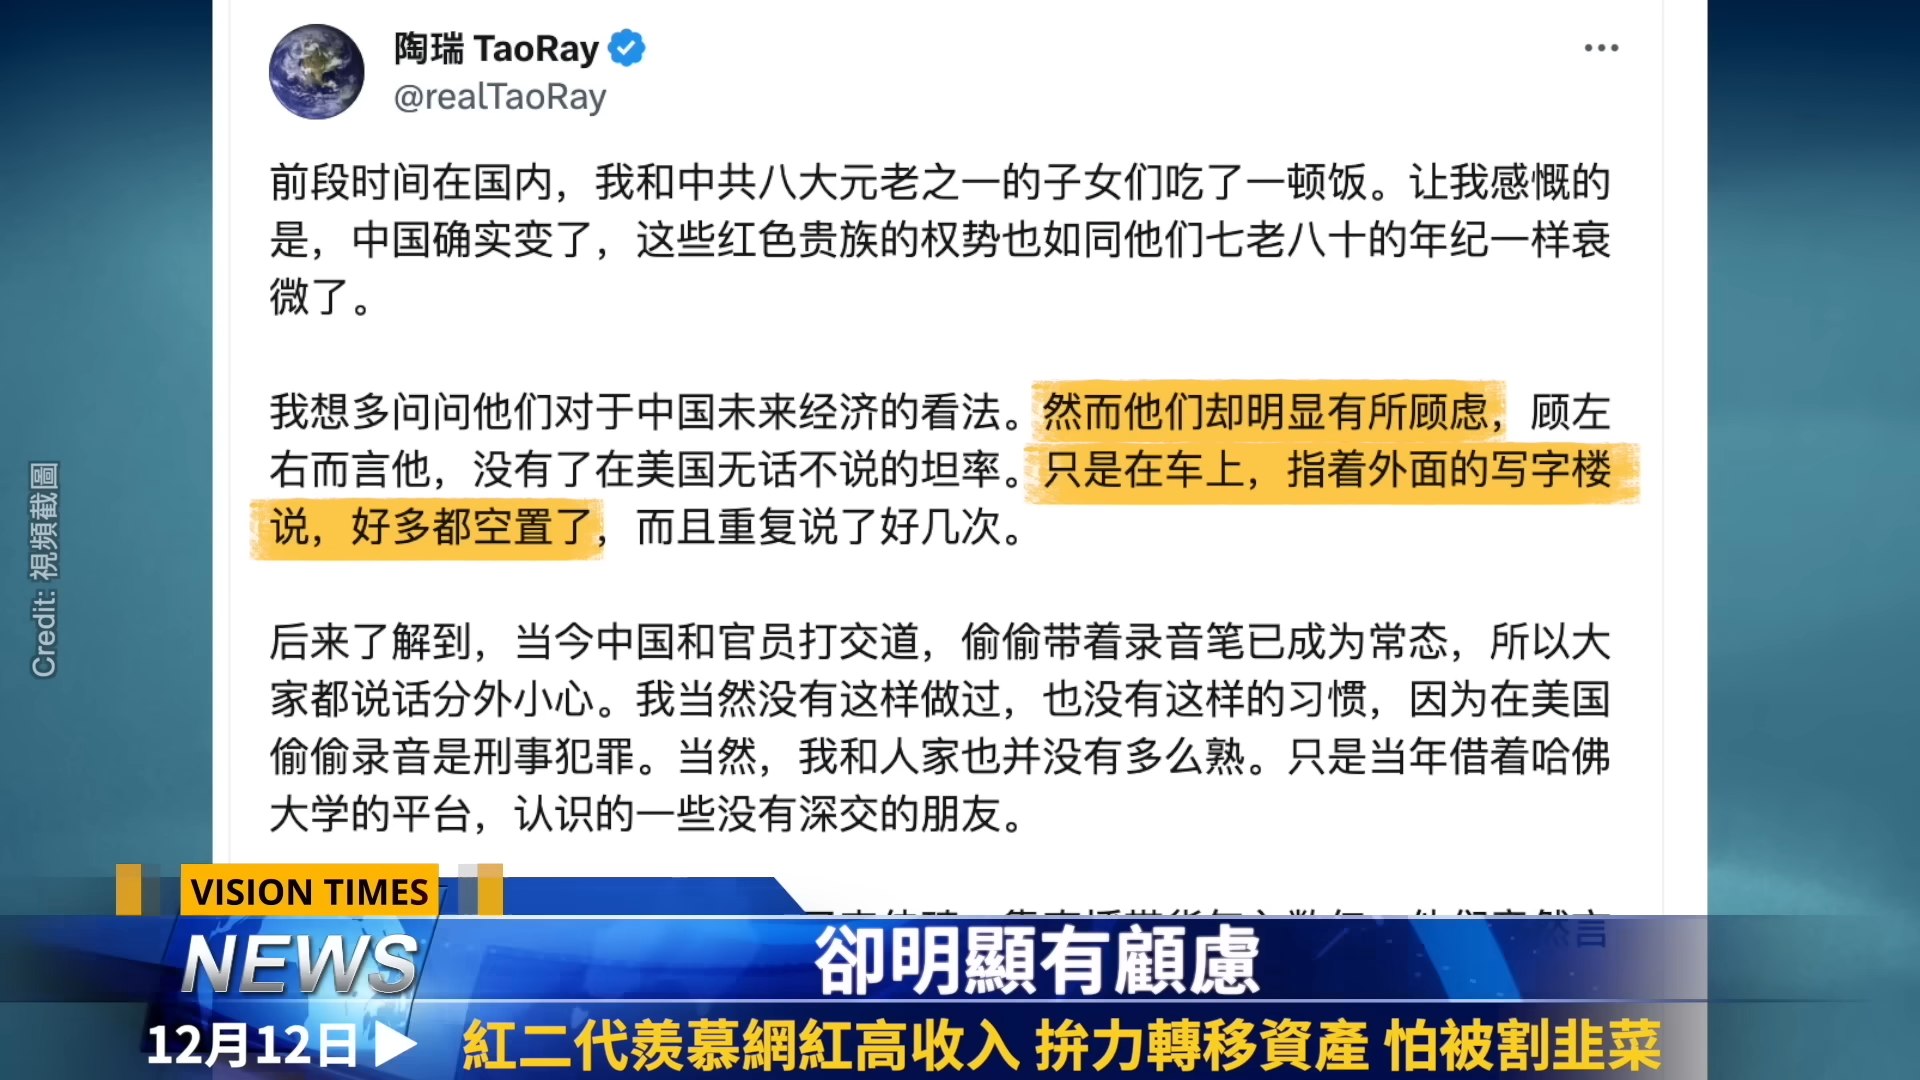 陶瑞 TaoRay
@realTaoRay
前段时间在国内，我和中共八大元老之一的子女们吃了一顿饭。让我感慨的
是，中国确实变了，这些红色贵族的权势也如同他们七老八十的年纪一样衰
微了。
我想多问问他们对于中国未来经济的看法。然而他们却明显有所顾虑，顾左
右而言他，没有了在美国无话不说的坦率。只是在车上，指着外面的写字楼
说，好多都空置了，而且重复说了好几次。
后来了解到，当今中国和官员打交道，偷偷带着录音笔已成为常态，所以大
家都说话分外小心。我当然没有这样做过，也没有这样的习惯，因为在美国
偷偷录音是刑事犯罪。当然，我和人家也并没有多么熟。只是当年借着哈佛
大学的平台，认识的一些没有深交的朋友。
Credit: 視頻截圖
VISION TIMES
NEWS
卻明顯有顧慮
12月12日
紅二代羨慕網紅高收入 拚力轉移資產 怕被割韭菜